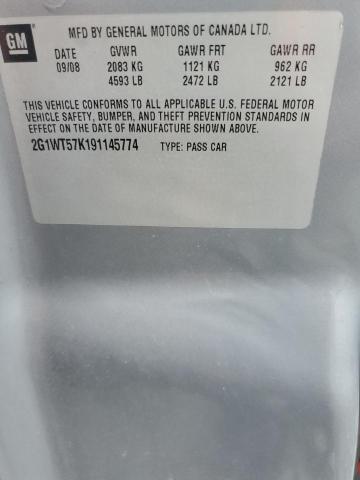 GM
MFD BY GENERAL MOTORS OF CANADA LTD.
DATE GVWR GAWR FRT GAWR RR
09/08 2083 KG 1121 KG 962 KG
4593 LB 2472 LB 2121 LB
THIS VEHICLE CONFORMS TO ALL APPLICABLE U.S. FEDERAL MOTOR
VEHICLE SAFETY, BUMPER, AND THEFT PREVENTION STANDARDS IN
EFFECT ON THE DATE OF MANUFACTURE SHOWN ABOVE.
2G1WT57K191145774 TYPE: PASS CAR